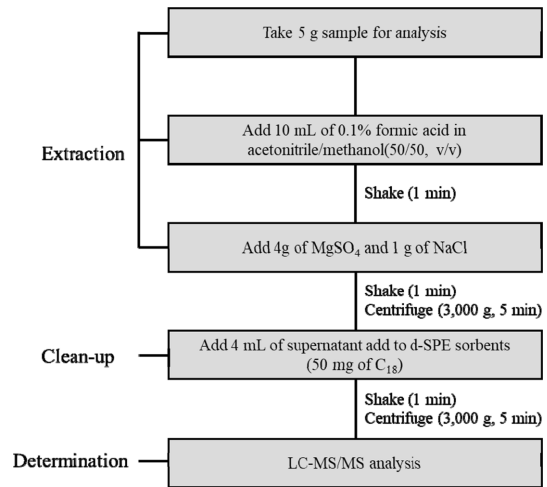 Take 5 g sample for analysis
Extraction
Add 10 mL of 0.1% formic acid in
acetonitrile/methanol(50/50, v/v)
Shake (1 min)
Add 4g of MgSO₄ and 1 g of NaCl
Shake (1 min)
Centrifuge (3,000 g, 5 min)
Clean-up
Add 4 mL of supernatant add to d-SPE sorbents
(50 mg of C₁₈)
Shake (1 min)
Centrifuge (3,000 g, 5 min)
Determination
LC-MS/MS analysis